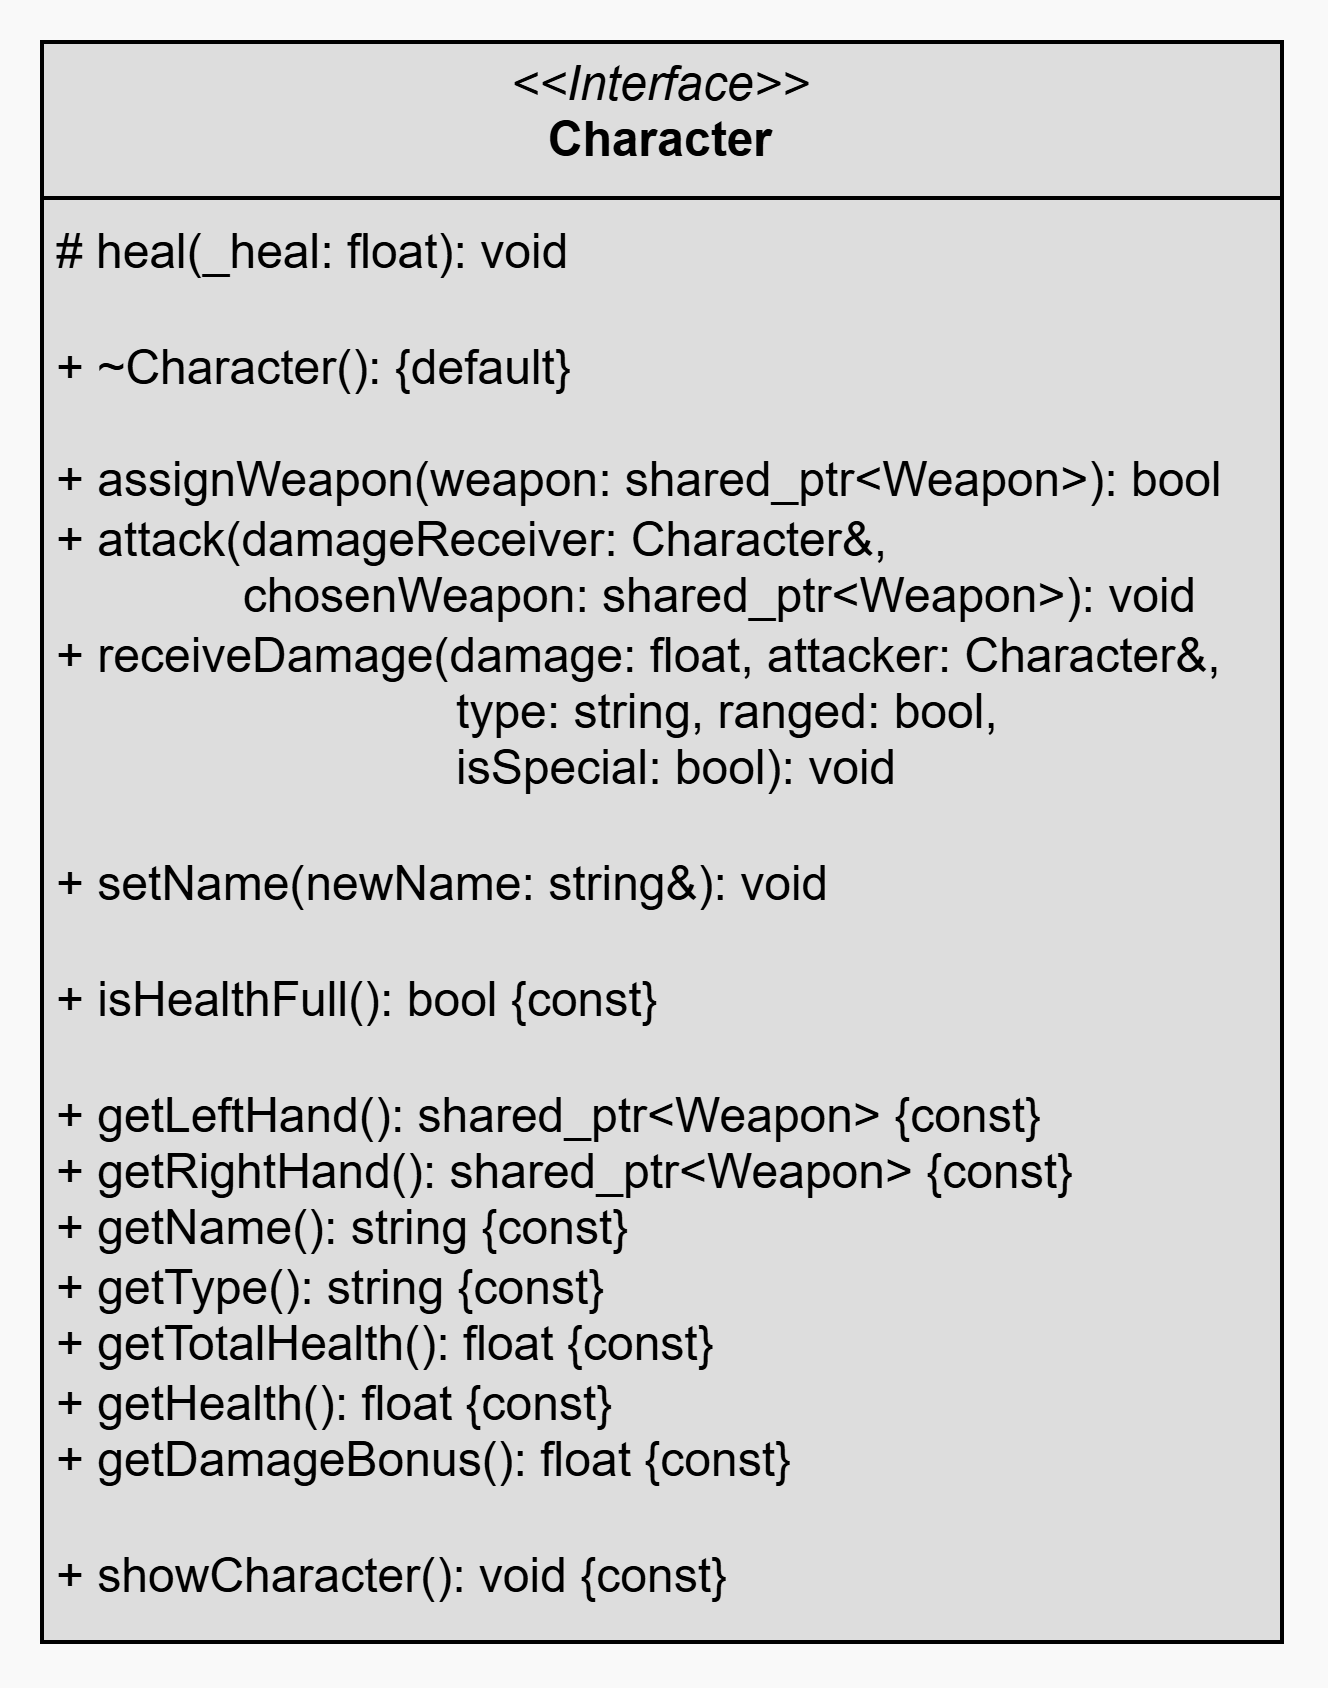 <<Interface>>
Character
# heal(_heal: float): void
+ ~Character(): {default}
+ assignWeapon(weapon: shared_ptr<Weapon>): bool
+ attack(damageReceiver: Character&,
chosenWeapon: shared_ptr<Weapon>): void
+ receiveDamage(damage: float, attacker: Character&,
type: string, ranged: bool,
isSpecial: bool): void
+ setName(newName: string&): void
+ isHealthFull(): bool {const}
+ getLeftHand(): shared_ptr<Weapon> {const}
+ getRightHand(): shared_ptr<Weapon> {const}
+ getName(): string {const}
+ getType(): string {const}
+ getTotalHealth(): float {const}
+ getHealth(): float {const}
+ getDamageBonus(): float {const}
+ showCharacter(): void {const}